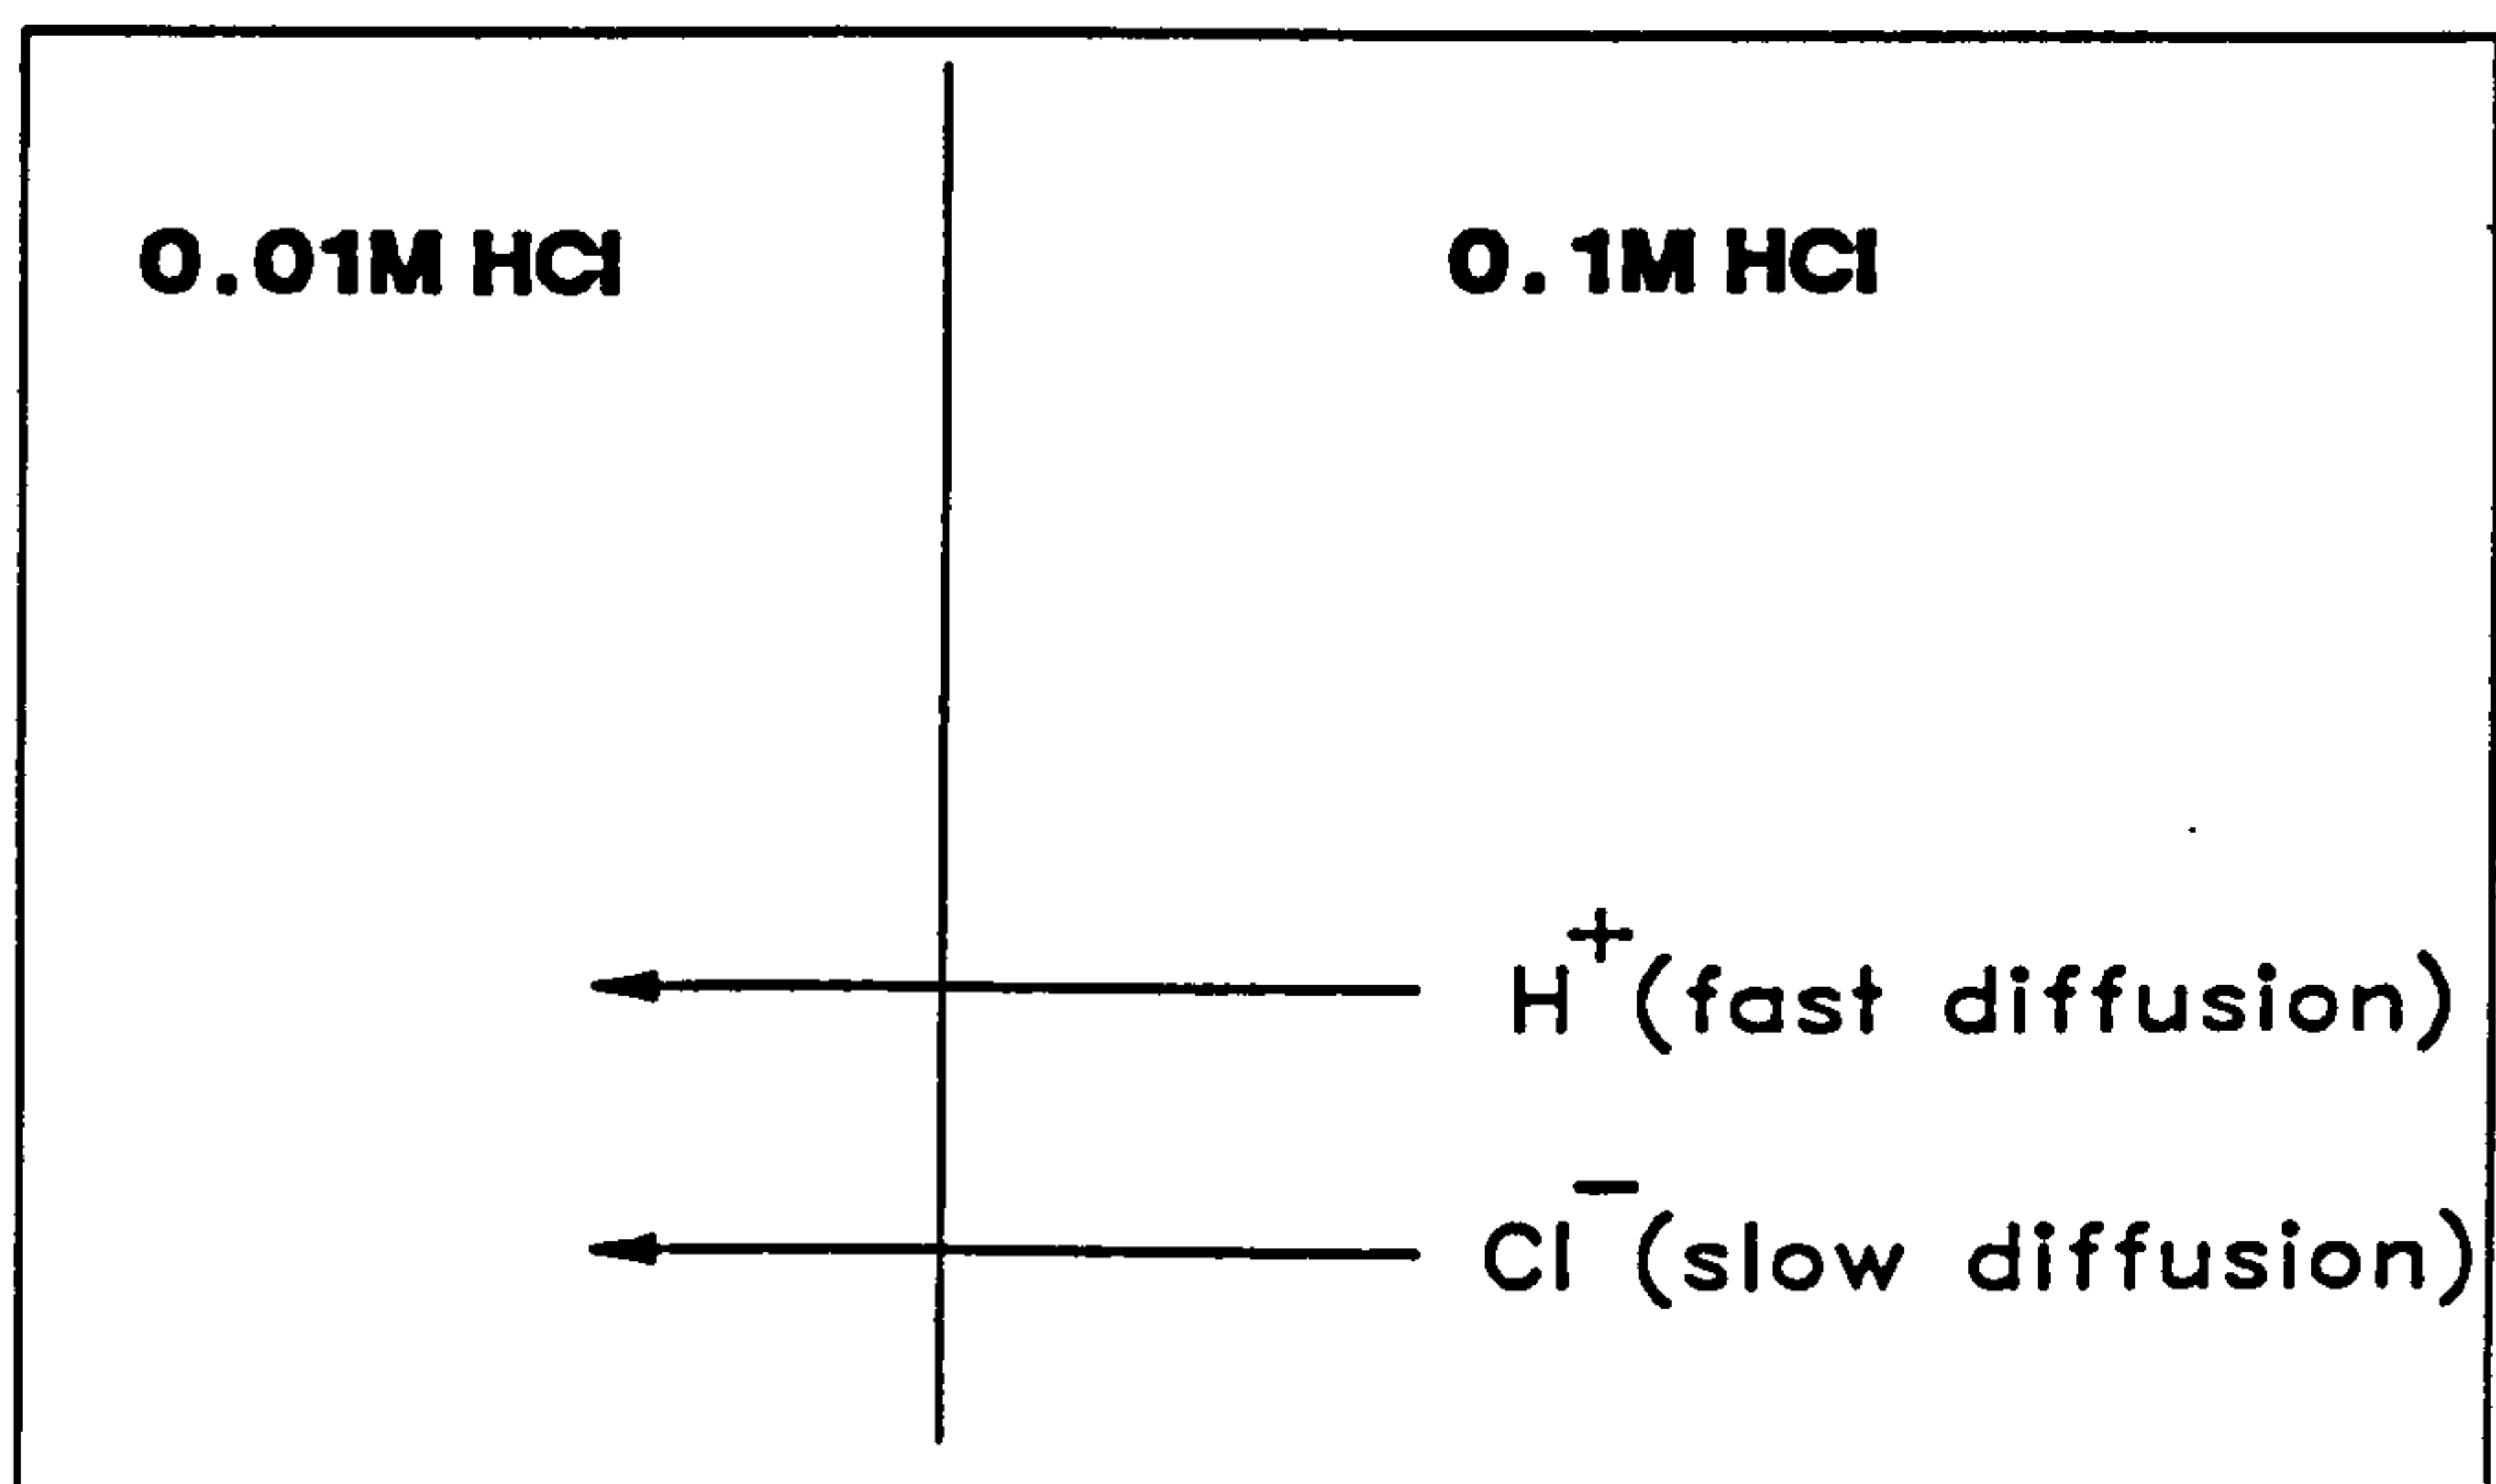 0.01M HCl 0.1M HCl
H⁺(fast diffusion)
Cl⁻(slow diffusion)